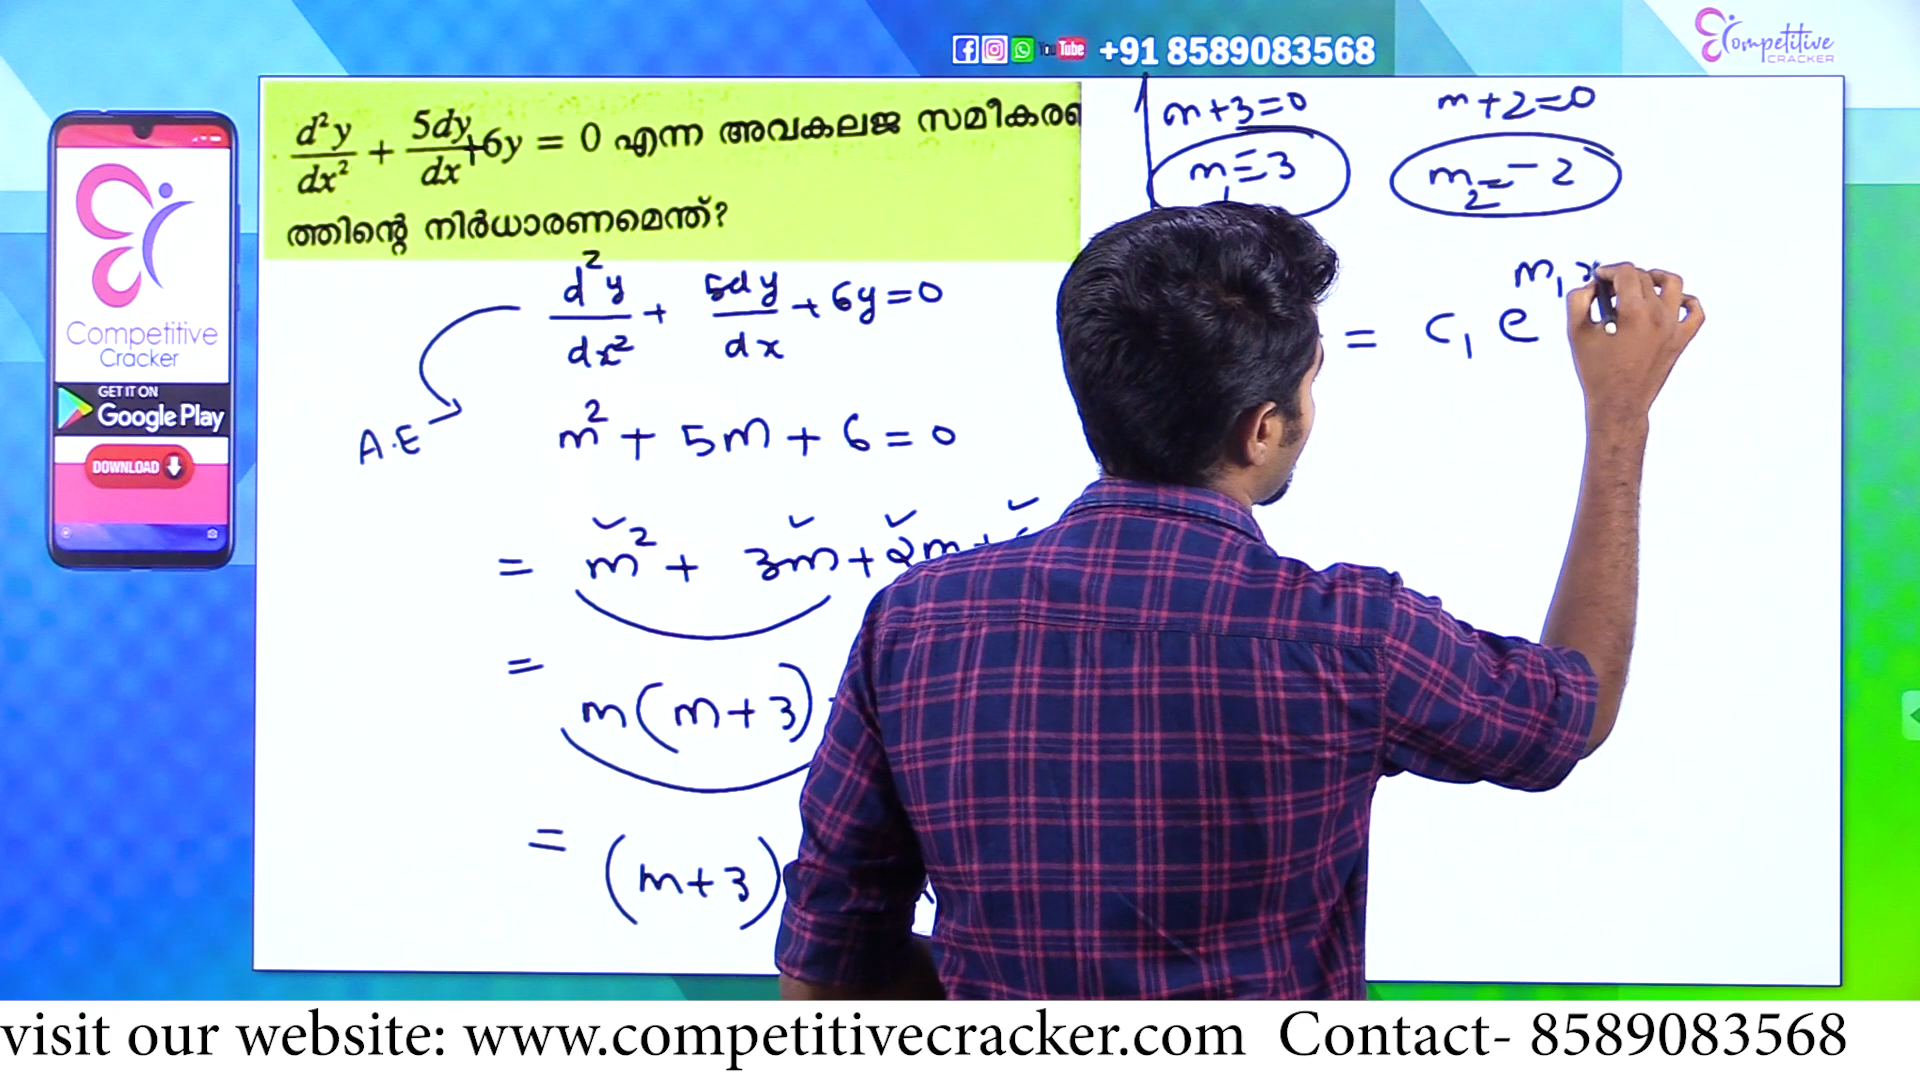 +91 8589083568
Competitive
CRACKER
d²y/dx² + 5dy/dx +6y = 0 എന്ന അവകലജ സമീകരണ
ത്തിന്റെ നിർധാരണമെന്ത്?
m+3=0 m+2=0
m₁=-3 m₂=-2
d²y/dx² + 5dy/dx + 6y=0
= c₁ e^m₁x
A.E m² + 5m + 6 = 0
= m² + 3m + 2m +
=
m(m+3)
= (m+3)
Competitive
Cracker
GET IT ON
Google Play
DOWNLOAD
visit our website: www.competitivecracker.com Contact- 8589083568